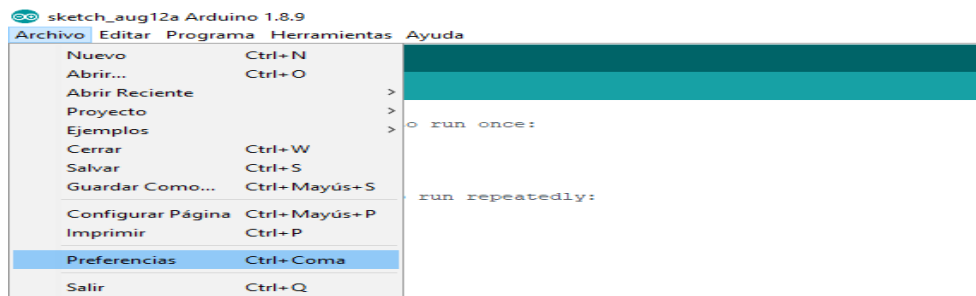 sketch_aug12a Arduino 1.8.9
Archivo Editar Programa Herramientas Ayuda
Nuevo Ctrl+N
Abrir... Ctrl+O
Abrir Reciente >
Proyecto >
Ejemplos >
o run once:
Cerrar Ctrl+W
Salvar Ctrl+S
Guardar Como... Ctrl+Mayús+S
run repeatedly:
Configurar Página Ctrl+Mayús+P
Imprimir Ctrl+P
Preferencias Ctrl+Coma
Salir Ctrl+Q